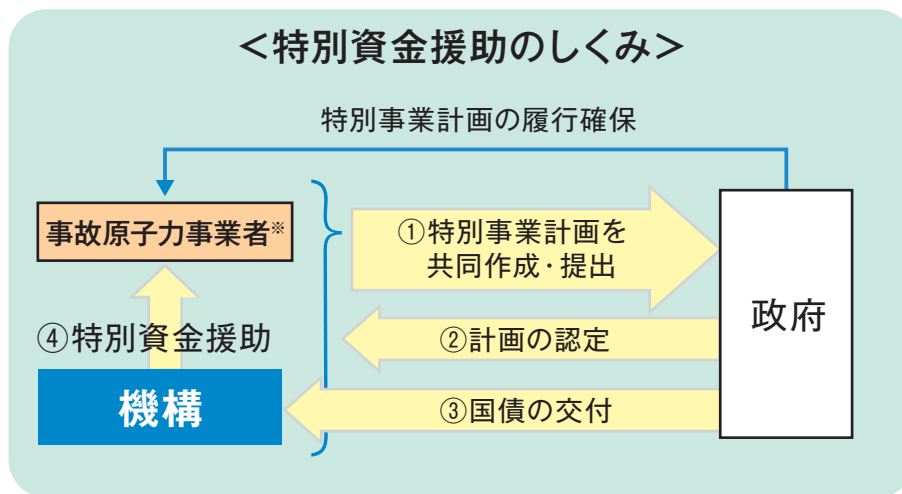 ＜特別資金援助のしくみ＞
特別事業計画の履行確保
事故原子力事業者※
①特別事業計画を
共同作成・提出
政府
②計画の認定
④特別資金援助
機構
③国債の交付